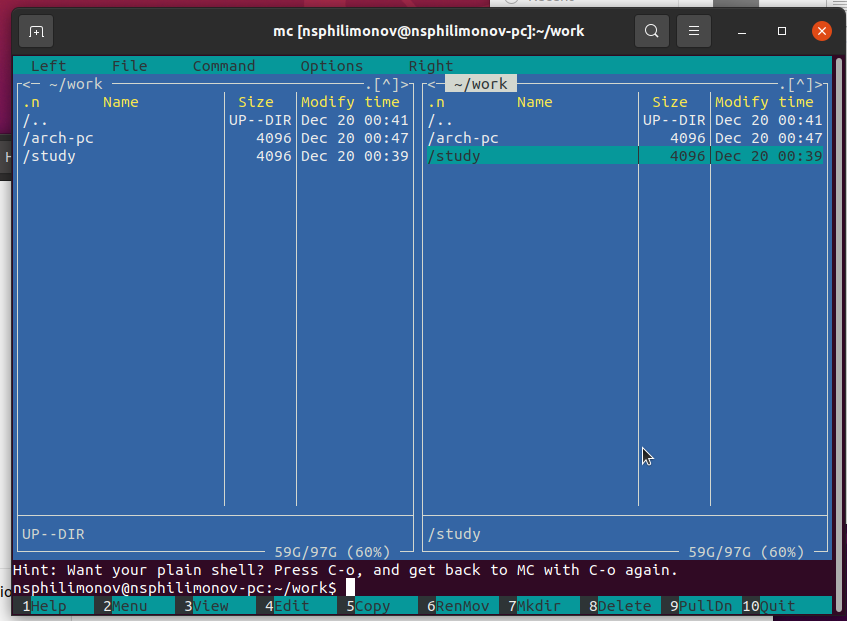 mc [nsphilimonov@nsphilimonov-pc]:~/work
Left File Command Options Right
<─ ~/work .[^]>
.n Name Size Modify time
/.. UP--DIR Dec 20 00:41
/arch-pc 4096 Dec 20 00:47
/study 4096 Dec 20 00:39
UP--DIR
59G/97G (60%)
<─ ~/work .[^]>
.n Name Size Modify time
/.. UP--DIR Dec 20 00:41
/arch-pc 4096 Dec 20 00:47
/study 4096 Dec 20 00:39
/study
59G/97G (60%)
Hint: Want your plain shell? Press C-o, and get back to MC with C-o again.
nsphilimonov@nsphilimonov-pc:~/work$
1Help 2Menu 3View 4Edit 5Copy 6RenMov 7Mkdir 8Delete 9PullDn 10Quit